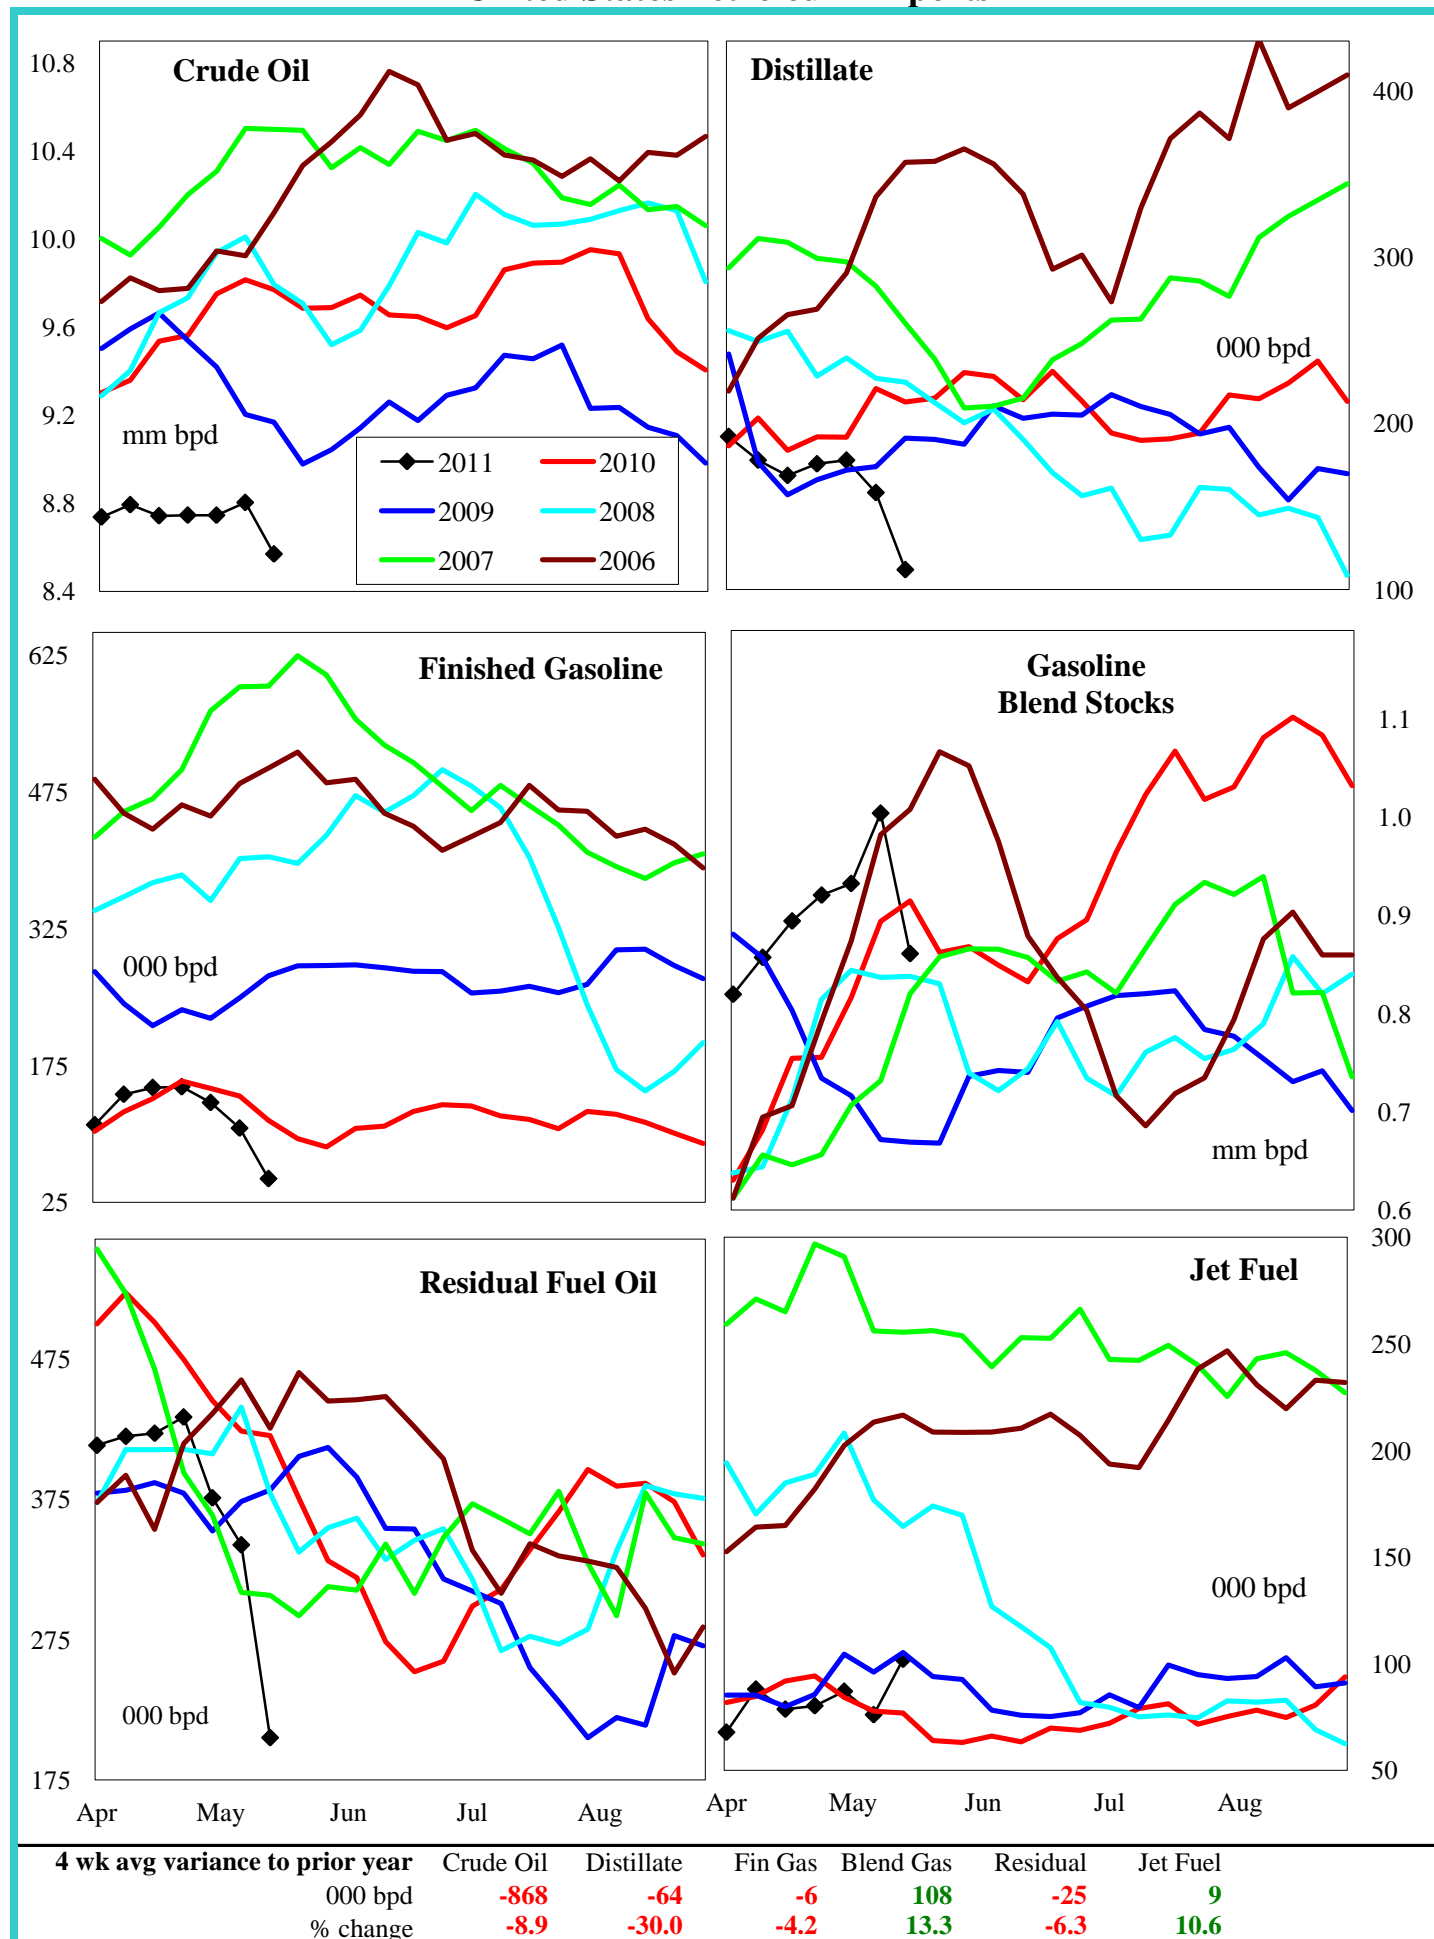 Crude Oil
10.8
10.4
10.0
9.6
9.2
8.8
8.4
mm bpd
2011 2010
2009 2008
2007 2006
Distillate
400
300
200
100
000 bpd
Finished Gasoline
625
475
325
175
25
000 bpd
Gasoline
Blend Stocks
1.1
1.0
0.9
0.8
0.7
0.6
mm bpd
Residual Fuel Oil
475
375
275
175
000 bpd
Apr May Jun Jul Aug
Jet Fuel
300
250
200
150
100
50
000 bpd
Apr May Jun Jul Aug
4 wk avg variance to prior year Crude Oil Distillate Fin Gas Blend Gas Residual Jet Fuel
000 bpd -868 -64 -6 108 -25 9
% change -8.9 -30.0 -4.2 13.3 -6.3 10.6